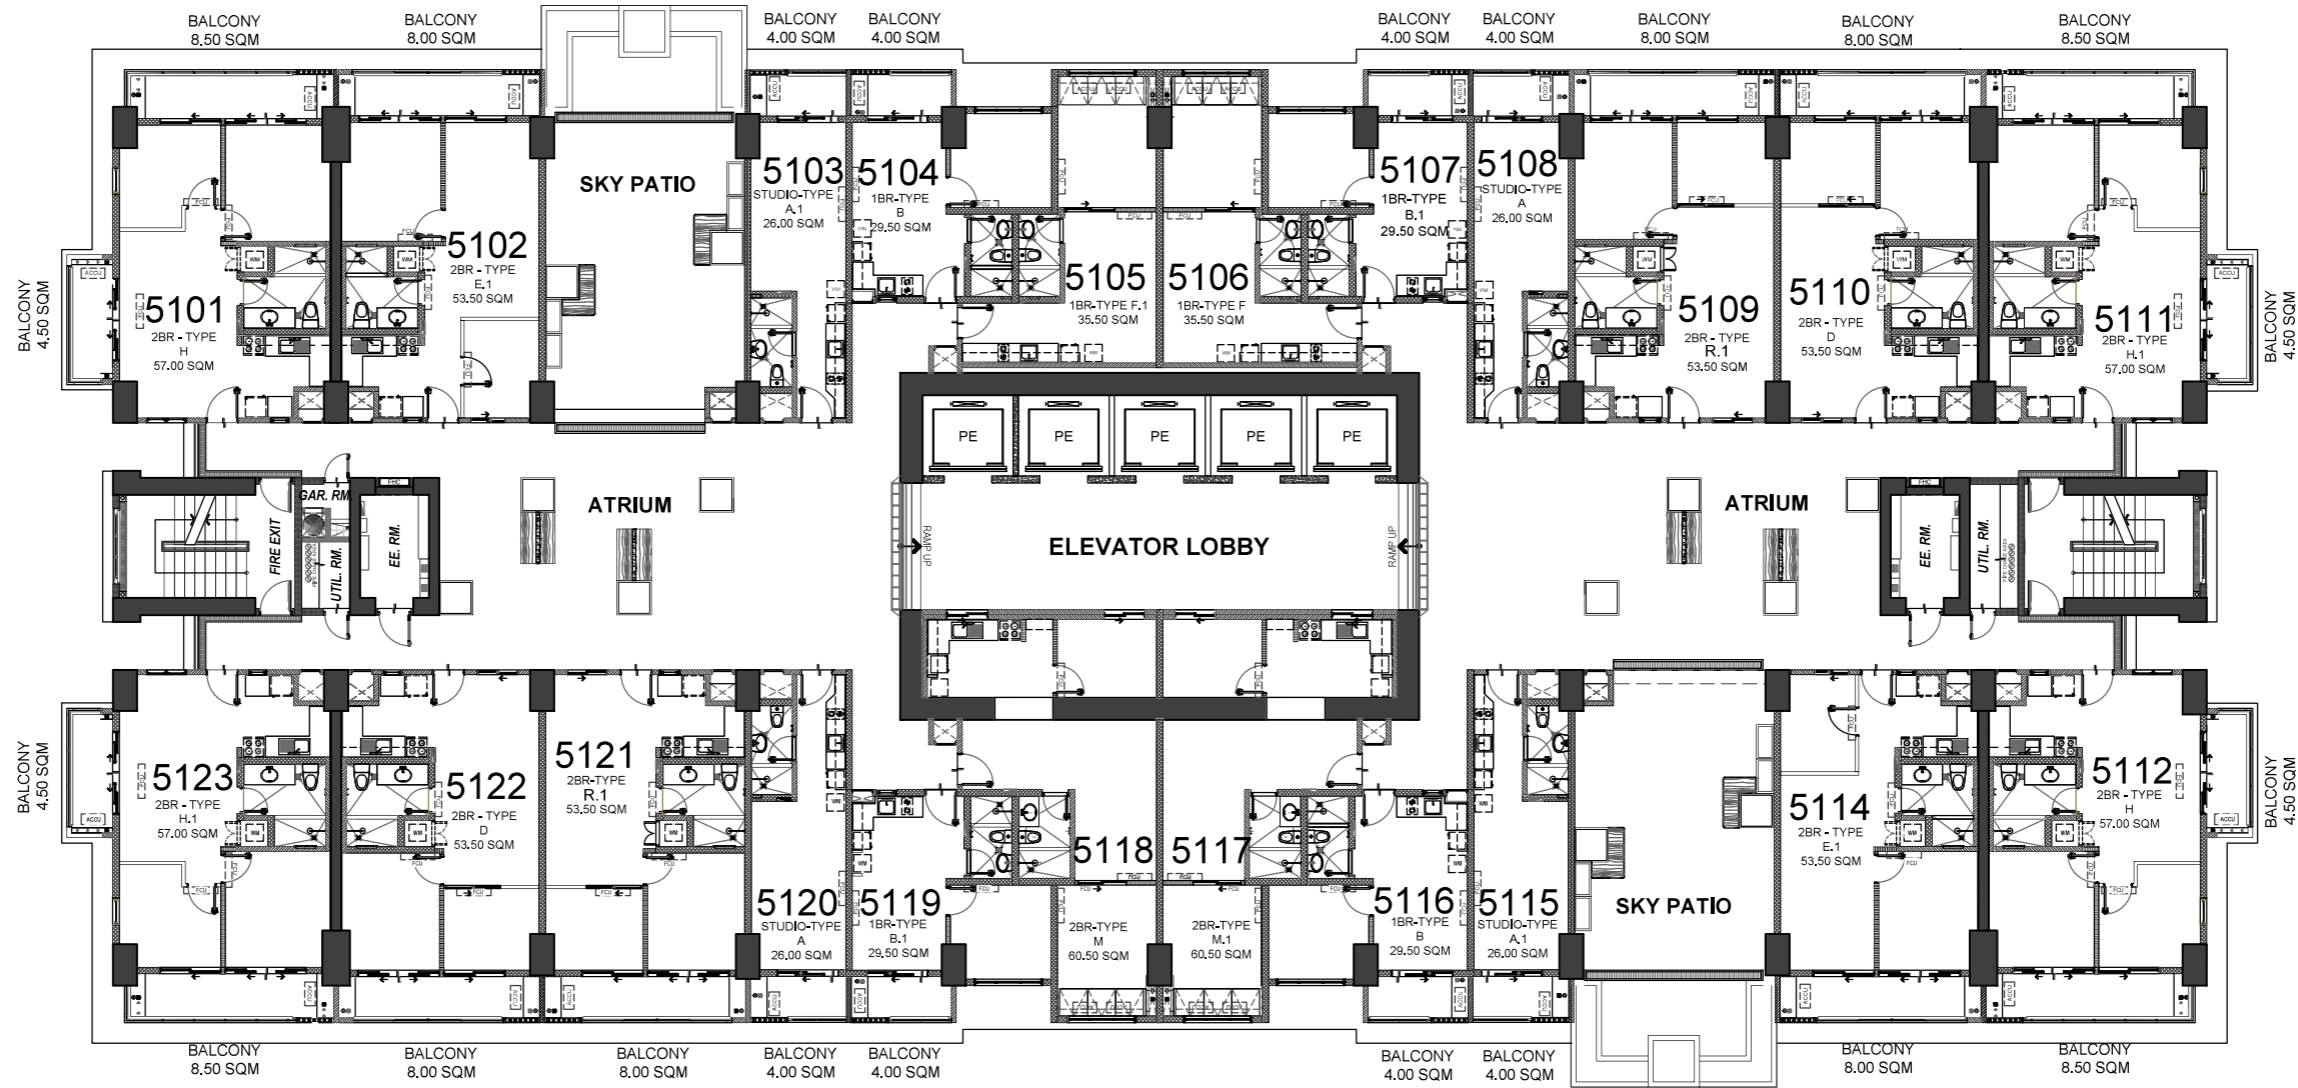 BALCONY
8.50 SQM
BALCONY
8.00 SQM
BALCONY
4.00 SQM
BALCONY
4.00 SQM
BALCONY
4.00 SQM
BALCONY
4.00 SQM
BALCONY
8.00 SQM
BALCONY
8.00 SQM
BALCONY
8.50 SQM
BALCONY
4.50 SQM
5101
2BR - TYPE
H
57.00 SQM
5102
2BR - TYPE
E.1
53.50 SQM
SKY PATIO
5103
STUDIO-TYPE
A.1
26.00 SQM
5104
1BR-TYPE
B
29.50 SQM
5105
1BR-TYPE F.1
35.50 SQM
5106
1BR-TYPE F
35.50 SQM
5107
1BR-TYPE
B.1
29.50 SQM
5108
STUDIO-TYPE
A
26.00 SQM
5109
2BR - TYPE
R.1
53.50 SQM
5110
2BR - TYPE
D
53.50 SQM
5111
2BR - TYPE
H.1
57.00 SQM
BALCONY
4.50 SQM
PE
PE
PE
PE
PE
FIRE EXIT
GAR. RM.
UTIL. RM.
FHC
EE. RM.
ATRIUM
RAMP UP
ELEVATOR LOBBY
RAMP UP
ATRIUM
FHC
EE. RM.
UTIL. RM.
BALCONY
4.50 SQM
5123
2BR - TYPE
H.1
57.00 SQM
5122
2BR - TYPE
D
53.50 SQM
5121
2BR-TYPE
R.1
53.50 SQM
5120
STUDIO-TYPE
A
26.00 SQM
5119
1BR-TYPE
B.1
29.50 SQM
5118
2BR-TYPE
M
60.50 SQM
5117
2BR-TYPE
M.1
60.50 SQM
5116
1BR-TYPE
B
29.50 SQM
5115
STUDIO-TYPE
A.1
26.00 SQM
SKY PATIO
5114
2BR - TYPE
E.1
53.50 SQM
5112
2BR - TYPE
H
57.00 SQM
BALCONY
4.50 SQM
BALCONY
8.50 SQM
BALCONY
8.00 SQM
BALCONY
8.00 SQM
BALCONY
4.00 SQM
BALCONY
4.00 SQM
BALCONY
4.00 SQM
BALCONY
4.00 SQM
BALCONY
8.00 SQM
BALCONY
8.50 SQM